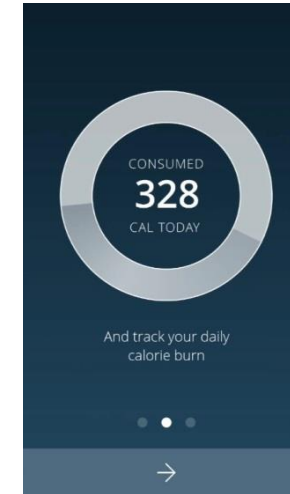 CONSUMED
328
CAL TODAY
And track your daily
calorie burn